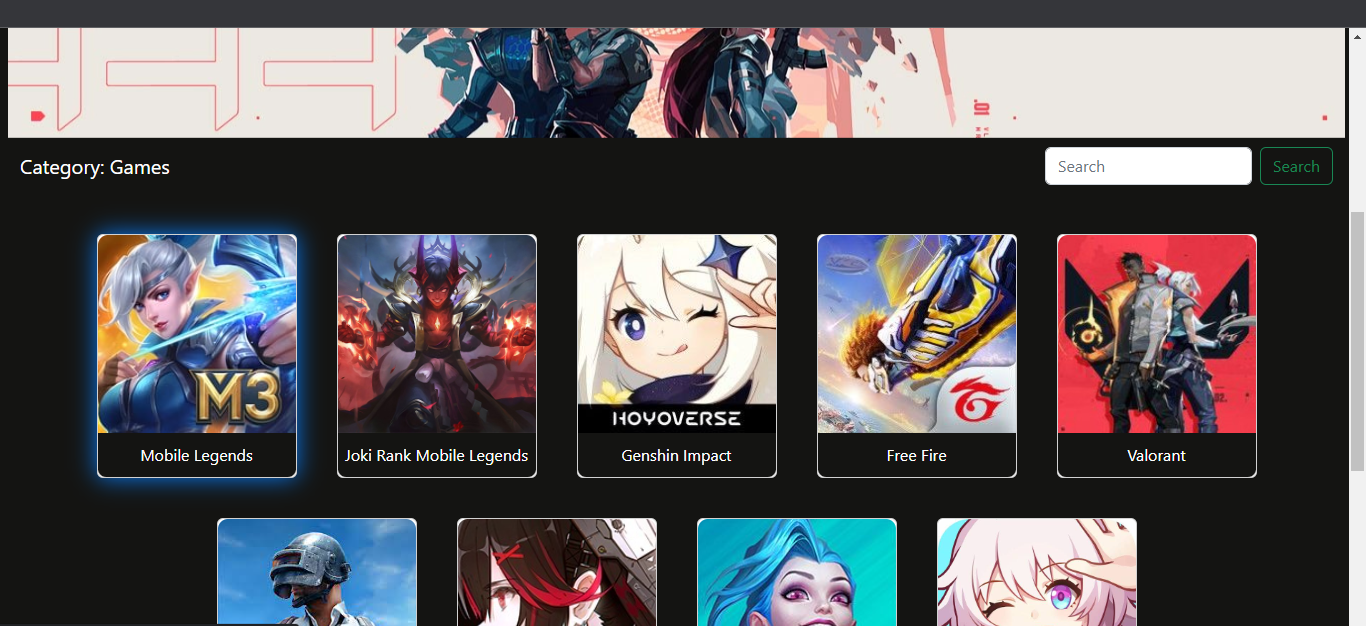 Category: Games
Search
Search
M3
HOYOVERSE
Mobile Legends
Joki Rank Mobile Legends
Genshin Impact
Free Fire
Valorant